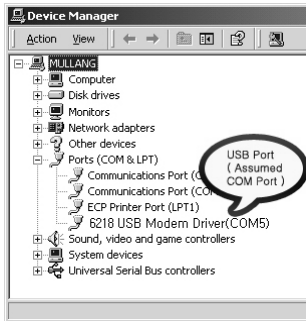 Device Manager
Action View
MULLANG
Computer
Disk drives
Monitors
Network adapters
Other devices
Ports (COM & LPT)
Communications Port (
Communications Port (CO
ECP Printer Port (LPT1)
6218 USB Modem Driver(COM5)
Sound, video and game controllers
System devices
Universal Serial Bus controllers
USB Port
( Assumed
COM Port )